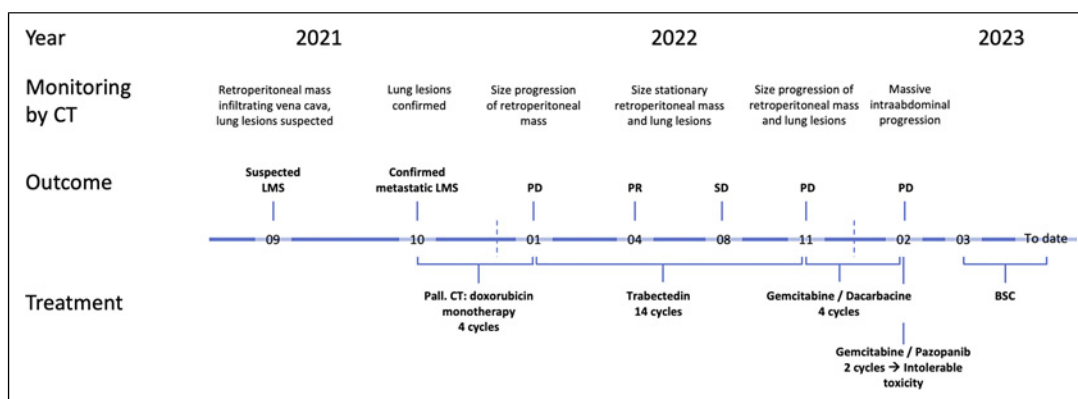 Year 2021 2022 2023
Monitoring by CT
Retroperitoneal mass
infiltrating vena cava,
lung lesions suspected
Lung lesions
confirmed
Size progression
of retroperitoneal
mass
Size stationary
retroperitoneal mass
and lung lesions
Size progression of
retroperitoneal mass
and lung lesions
Massive
intraabdominal
progression
Outcome
Suspected
LMS
Confirmed
metastatic LMS
PD
PR
SD
PD
PD
09 10 01 04 08 11 02 03 To date
Treatment
Pall. CT: doxorubicin
monotherapy
4 cycles
Trabectedin
14 cycles
Gemcitabine / Dacarbacine
4 cycles
BSC
Gemcitabine / Pazopanib
2 cycles → Intolerable
toxicity